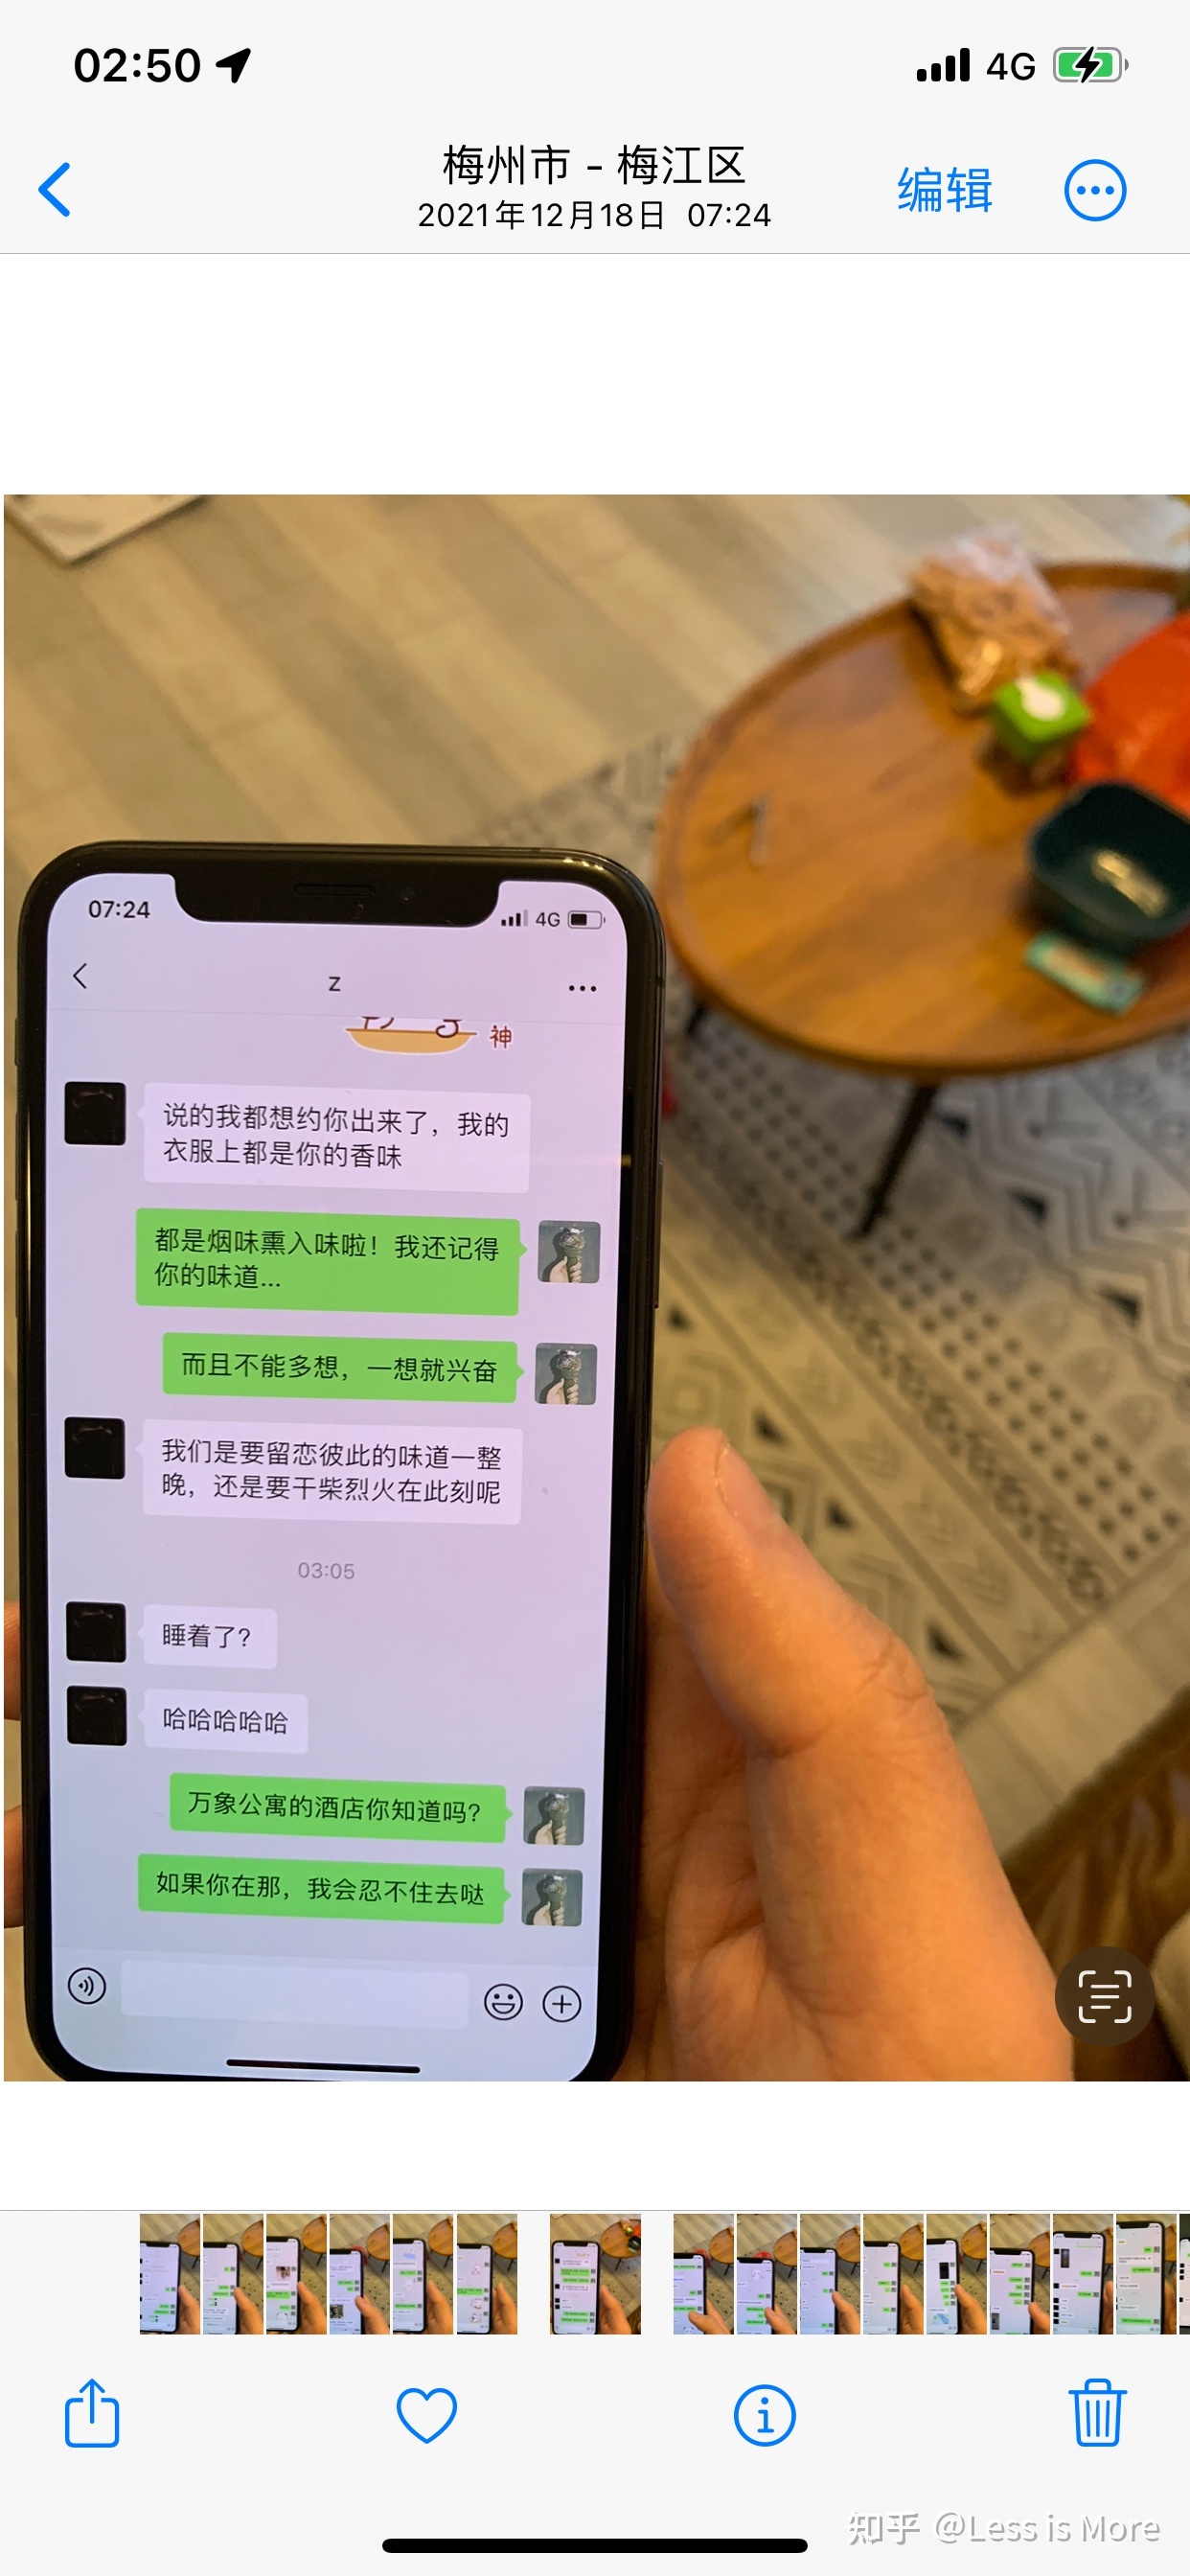 02:50
4G
梅州市 - 梅江区
2021年12月18日 07:24
编辑
07:24
4G
z
神
说的我都想约你出来了，我的
衣服上都是你的香味
都是烟味熏入味啦！我还记得
你的味道...
而且不能多想，一想就兴奋
我们是要留恋彼此的味道一整
晚，还是要干柴烈火在此刻呢
03:05
睡着了?
哈哈哈哈哈
万象公寓的酒店你知道吗?
如果你在那，我会忍不住去哒
知乎 @Less is More